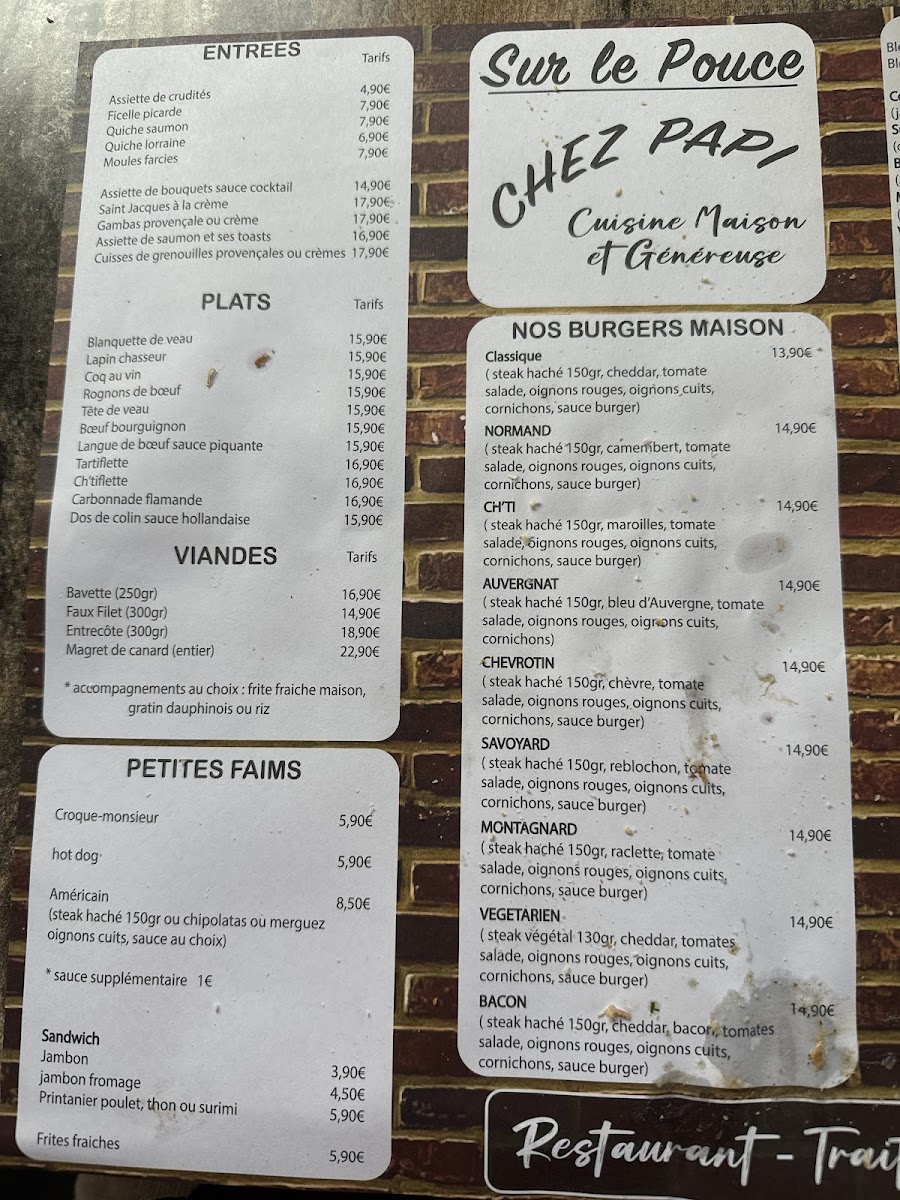 ENTREES
Tarifs
Assiette de crudités 4,90€
Ficelle picarde 7,90€
Quiche saumon 7,90€
Quiche lorraine 6,90€
Moules farcies 7,90€
Assiette de bouquets sauce cocktail 14,90€
Saint Jacques à la crème 17,90€
Gambas provençale ou crème 17,90€
Assiette de saumon et ses toasts 16,90€
Cuisses de grenouilles provençales ou crèmes 17,90€
PLATS
Tarifs
Blanquette de veau 15,90€
Lapin chasseur 15,90€
Coq au vin 15,90€
Rognons de bœuf 15,90€
Tête de veau 15,90€
Bœuf bourguignon 15,90€
Langue de bœuf sauce piquante 15,90€
Tartiflette 16,90€
Ch'tiflette 16,90€
Carbonnade flamande 16,90€
Dos de colin sauce hollandaise 15,90€
VIANDES
Tarifs
Bavette (250gr) 16,90€
Faux Filet (300gr) 14,90€
Entrecôte (300gr) 18,90€
Magret de canard (entier) 22,90€
* accompagnements au choix : frite fraiche maison,
gratin dauphinois ou riz
PETITES FAIMS
Croque-monsieur 5,90€
hot dog 5,90€
Américain 8,50€
(steak haché 150gr ou chipolatas ou merguez
oignons cuits, sauce au choix)
* sauce supplémentaire 1€
Sandwich
Jambon 3,90€
jambon fromage 4,50€
Printanier poulet, thon ou surimi 5,90€
Frites fraiches 5,90€
Sur le Pouce
CHEZ PAPI
Cuisine Maison
et Généreuse
NOS BURGERS MAISON
Classique 13,90€
( steak haché 150gr, cheddar, tomate
salade, oignons rouges, oignons cuits,
cornichons, sauce burger)
NORMAND 14,90€
( steak haché 150gr, camembert, tomate
salade, oignons rouges, oignons cuits,
cornichons, sauce burger)
CH'TI 14,90€
( steak haché 150gr, maroilles, tomate
salade, oignons rouges, oignons cuits,
cornichons, sauce burger)
AUVERGNAT 14,90€
( steak haché 150gr, bleu d'Auvergne, tomate
salade, oignons rouges, oignons cuits,
cornichons)
CHEVROTIN 14,90€
( steak haché 150gr, chèvre, tomate
salade, oignons rouges, oignons cuits,
cornichons, sauce burger)
SAVOYARD 14,90€
( steak haché 150gr, reblochon, tomate
salade, oignons rouges, oignons cuits,
cornichons, sauce burger)
MONTAGNARD 14,90€
( steak haché 150gr, raclette, tomate
salade, oignons rouges, oignons cuits,
cornichons, sauce burger)
VEGETARIEN 14,90€
( steak végétal 130gr, cheddar, tomates
salade, oignons rouges, oignons cuits,
cornichons, sauce burger)
BACON 14,90€
( steak haché 150gr, cheddar, bacon, tomates
salade, oignons rouges, oignons cuits,
cornichons, sauce burger)
Restaurant - Trait